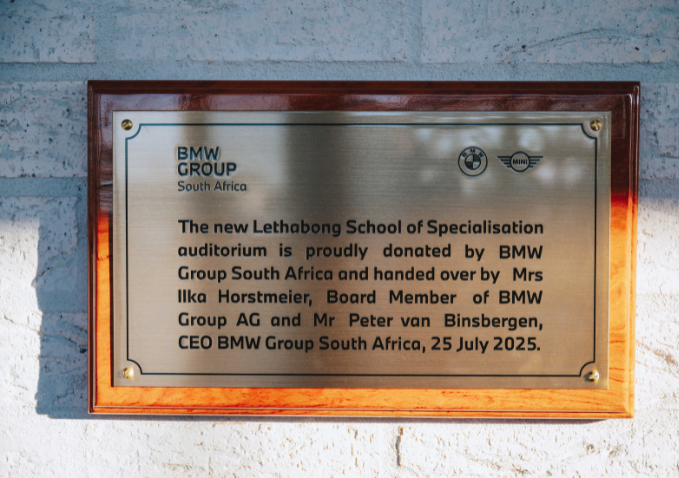 BMW
GROUP
South Africa
BMW
MINI
The new Lethabong School of Specialisation
auditorium is proudly donated by BMW
Group South Africa and handed over by Mrs
Ilka Horstmeier, Board Member of BMW
Group AG and Mr Peter van Binsbergen,
CEO BMW Group South Africa, 25 July 2025.